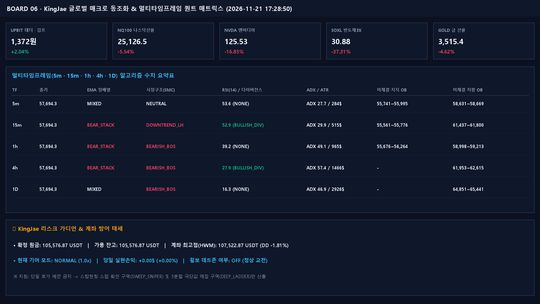 BOARD 06 · KingJae 글로벌 매크로 동조화 & 멀티타임프레임 퀀트 매트릭스 (2026-11-21 17:28:50)
UPBIT 테더 · 김프
1,372원
+2.04%
NQ100 나스닥선물
25,126.5
-5.54%
NVDA 엔비디아
125.53
-16.85%
SOXL 반도체3X
30.88
-37.31%
GOLD 금 선물
3,515.4
-4.62%
멀티타임프레임(5m · 15m · 1h · 4h · 1D) 알고리즘 수치 요약표
TF 종가 EMA 정배열 시장구조(SMC) RSI(14) / 다이버전스 ADX / ATR 미체결 지지 OB 미체결 저항 OB
5m 57,694.3 MIXED NEUTRAL 53.6 (NONE) ADX 27.7 / 284$ 55,741~55,995 58,631~58,669
15m 57,694.3 BEAR_STACK DOWNTREND_LH 52.9 (BULLISH_DIV) ADX 29.9 / 515$ 55,561~55,776 61,437~61,800
1h 57,694.3 BEAR_STACK BEARISH_BOS 39.2 (NONE) ADX 49.1 / 965$ 55,676~56,264 58,998~59,213
4h 57,694.3 BEAR_STACK BEARISH_BOS 27.9 (BULLISH_DIV) ADX 57.4 / 1466$ - 61,953~62,615
1D 57,694.3 MIXED BEARISH_BOS 16.3 (NONE) ADX 46.9 / 2926$ - 64,851~65,441
KingJae 리스크 가디언 & 계좌 방어 태세
• 확정 원금: 105,576.87 USDT | 가용 잔고: 105,576.87 USDT | 계좌 최고점(HWM): 107,522.87 USDT (DD -1.81%)
• 현재 기어 모드: NORMAL (1.0x) | 당일 실현손익: +0.00$ (+0.00%) | 킬존 데드존 여부: OFF (정상 교전)